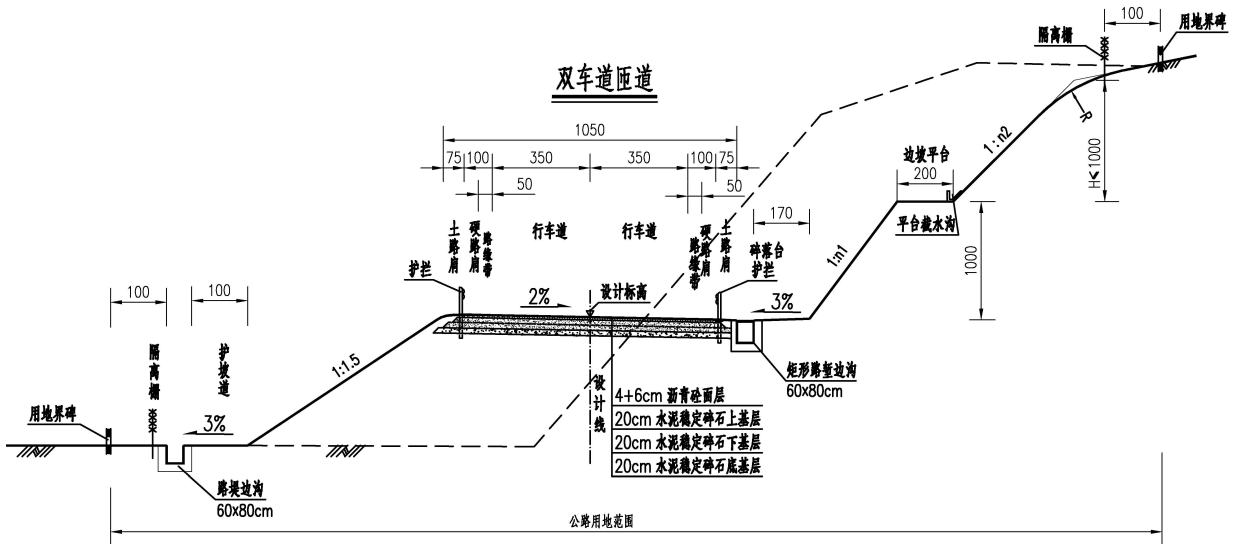 双车道匝道
1050
75
100
350
350
100
75
50
50
土路肩
硬路肩
路缘带
行车道
行车道
路缘带
硬路肩
土路肩
170
碎落台
护栏
护栏
设计标高
2%
3%
1:n1
1000
边坡平台
200
平台截水沟
1:n2
R
H≤1000
隔离栅
100
用地界碑
100
100
隔离栅
护坡道
用地界碑
3%
1:1.5
路堤边沟
60x80cm
设计线
4+6cm 沥青砼面层
20cm 水泥稳定碎石上基层
20cm 水泥稳定碎石下基层
20cm 水泥稳定碎石底基层
矩形路堑边沟
60x80cm
公路用地范围